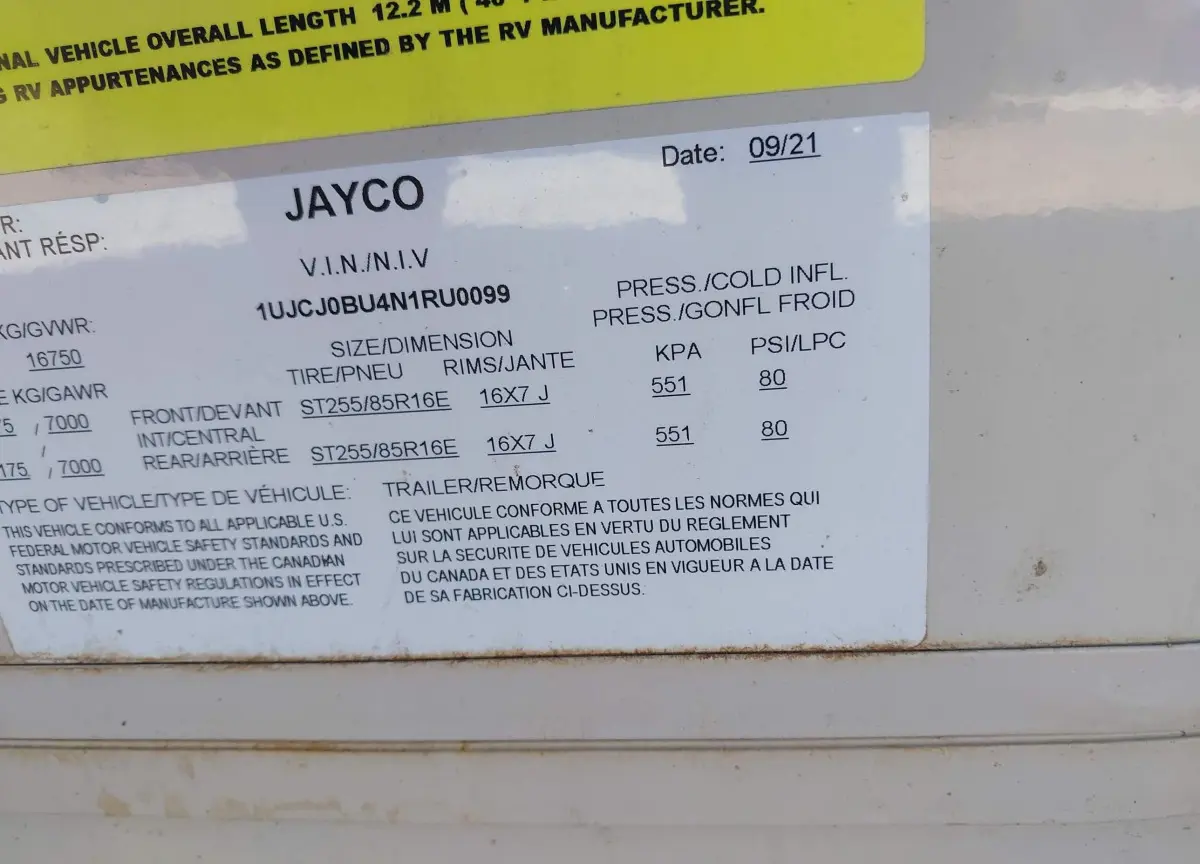 VEHICLE OVERALL LENGTH 12.2 M (
RV APPURTENANCES AS DEFINED BY THE RV MANUFACTURER.
Date: 09/21
JAYCO
R:
ANT RÉSP:
V.I.N./N.I.V
1UJCJ0BU4N1RU0099
PRESS./COLD INFL.
PRESS./GONFL FROID
KG/GVWR:
16750
SIZE/DIMENSION
TIRE/PNEU RIMS/JANTE KPA PSI/LPC
E KG/GAWR
5 , 7000 FRONT/DEVANT ST255/85R16E 16X7 J 551 80
/ INT/CENTRAL
175 , 7000 REAR/ARRIÈRE ST255/85R16E 16X7 J 551 80
TYPE OF VEHICLE/TYPE DE VÉHICULE: TRAILER/REMORQUE
THIS VEHICLE CONFORMS TO ALL APPLICABLE U.S.
FEDERAL MOTOR VEHICLE SAFETY STANDARDS AND
STANDARDS PRESCRIBED UNDER THE CANADIAN
MOTOR VEHICLE SAFETY REGULATIONS IN EFFECT
ON THE DATE OF MANUFACTURE SHOWN ABOVE.
CE VEHICULE CONFORME A TOUTES LES NORMES QUI
LUI SONT APPLICABLES EN VERTU DU REGLEMENT
SUR LA SECURITE DE VEHICULES AUTOMOBILES
DU CANADA ET DES ETATS UNIS EN VIGUEUR A LA DATE
DE SA FABRICATION CI-DESSUS.